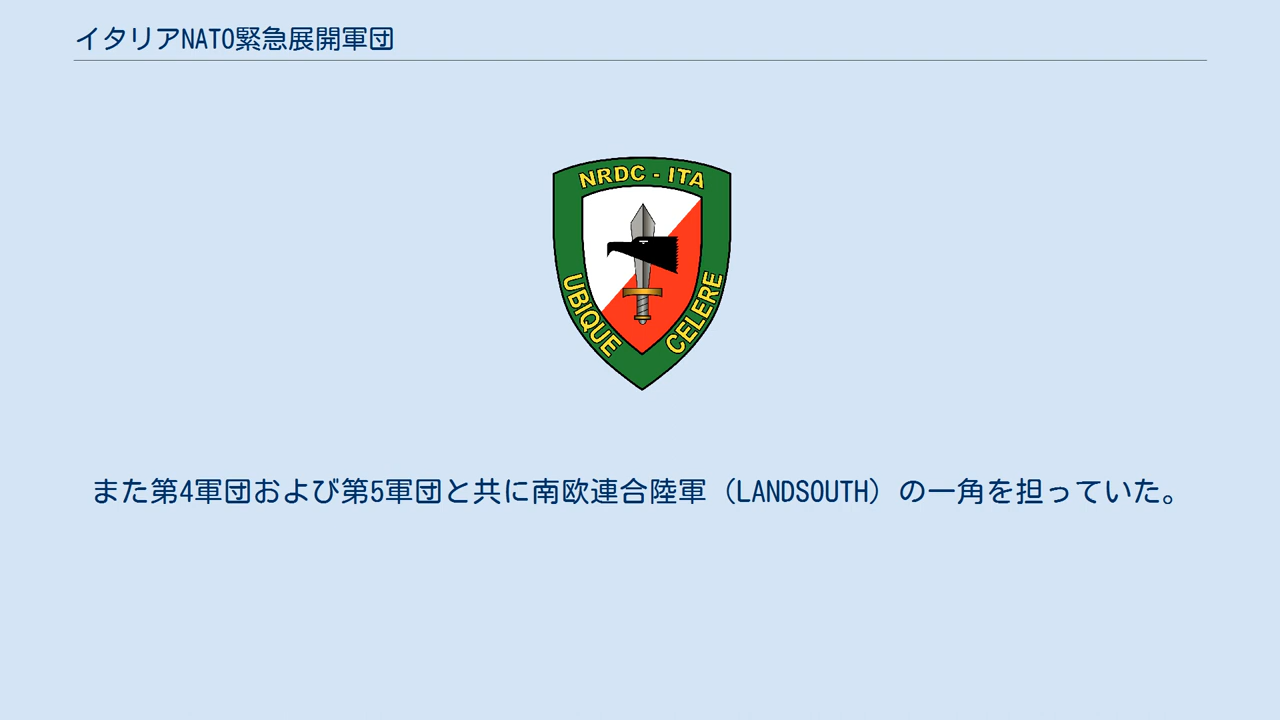 イタリアNATO緊急展開軍団
NRDC - ITA
UBIQUE
CELERE
また第4軍団および第5軍団と共に南欧連合陸軍（LANDSOUTH）の一角を担っていた。